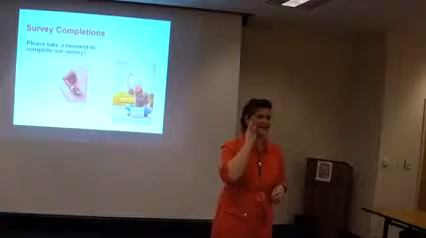 Survey Completions
Please take a moment to
complete our survey!